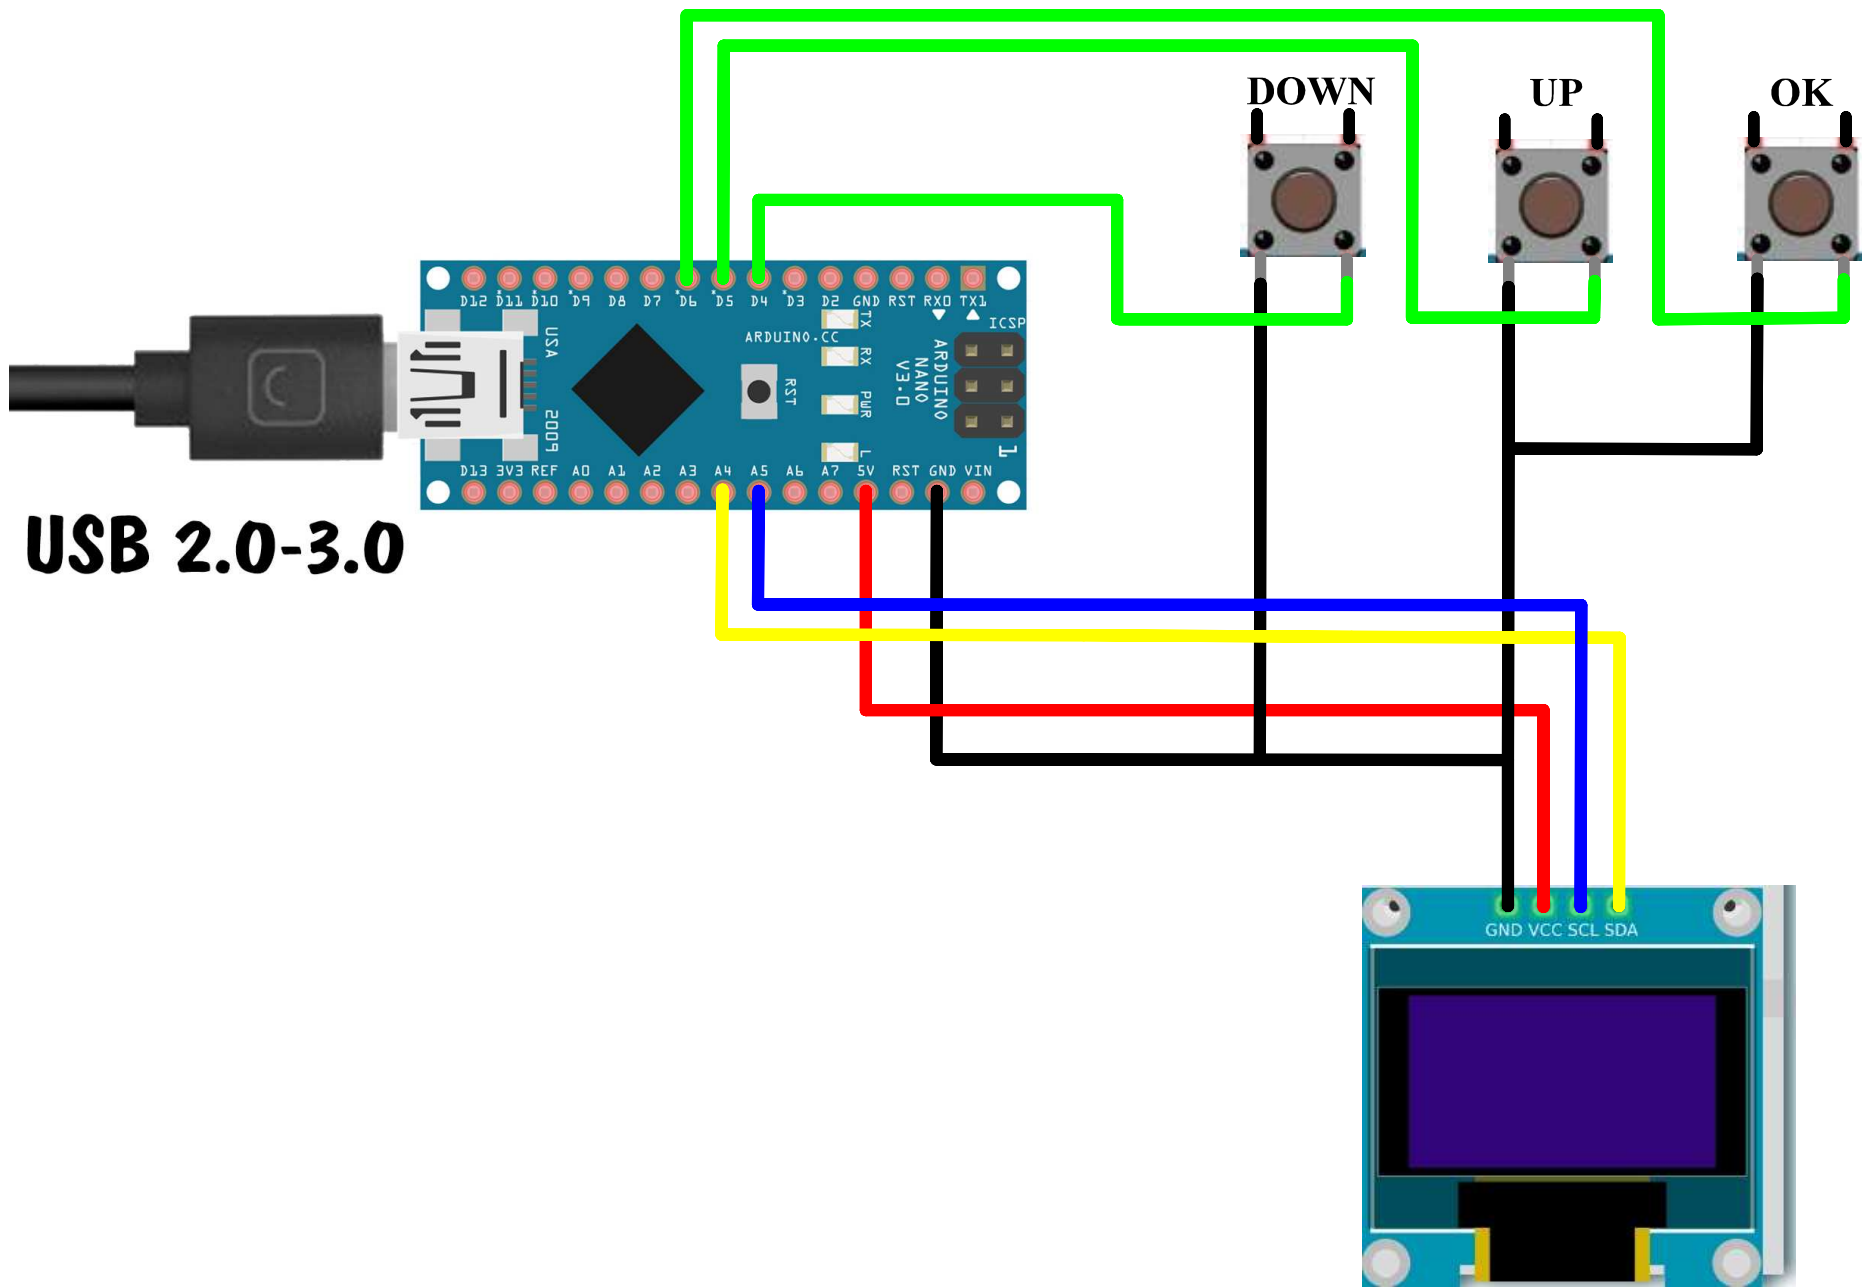 DOWN UP OK
D12 D11 D10 D9 D8 D7 D6 D5 D4 D3 D2 GND RST RX0 TX1
TX
ICSP
USA
ARDUINO.CC
RX
ARDUINO
NANO
V3.0
RST
PWR
2009
L
1
D13 3V3 REF A0 A1 A2 A3 A4 A5 A6 A7 5V RST GND VIN
USB 2.0-3.0
GND VCC SCL SDA